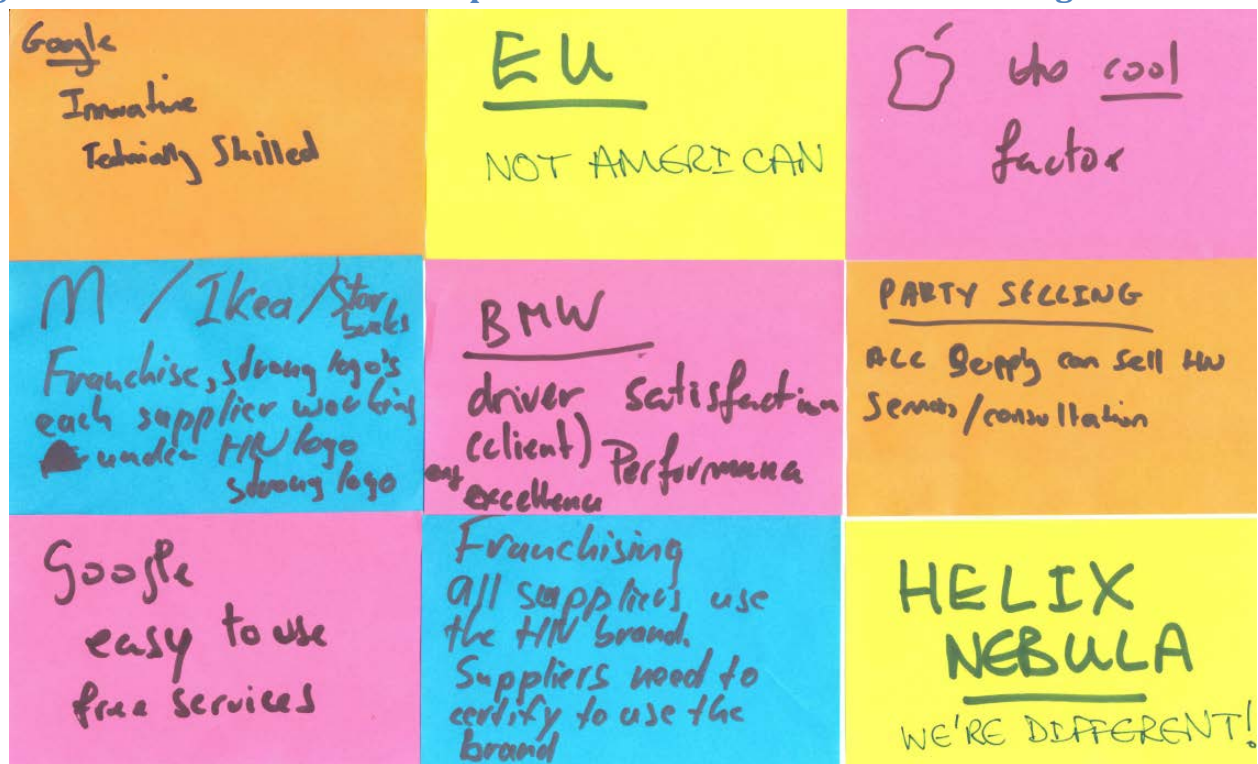 Google
Innovative
Technically Skilled
EU
NOT AMERICAN
the cool
factor
M / Ikea / Star
bucks
Franchise, strong logo's
each supplier working
under HN logo
strong logo
BMW
driver satisfaction
(client) Performance
excellence
PARTY SELLING
ALL Supply can sell HN
/consultation
Google
easy to use
free services
Franchising
all suppliers use
the HN brand.
Suppliers need to
certify to use the
brand
HELIX
NEBULA
WE'RE DIFFERENT!